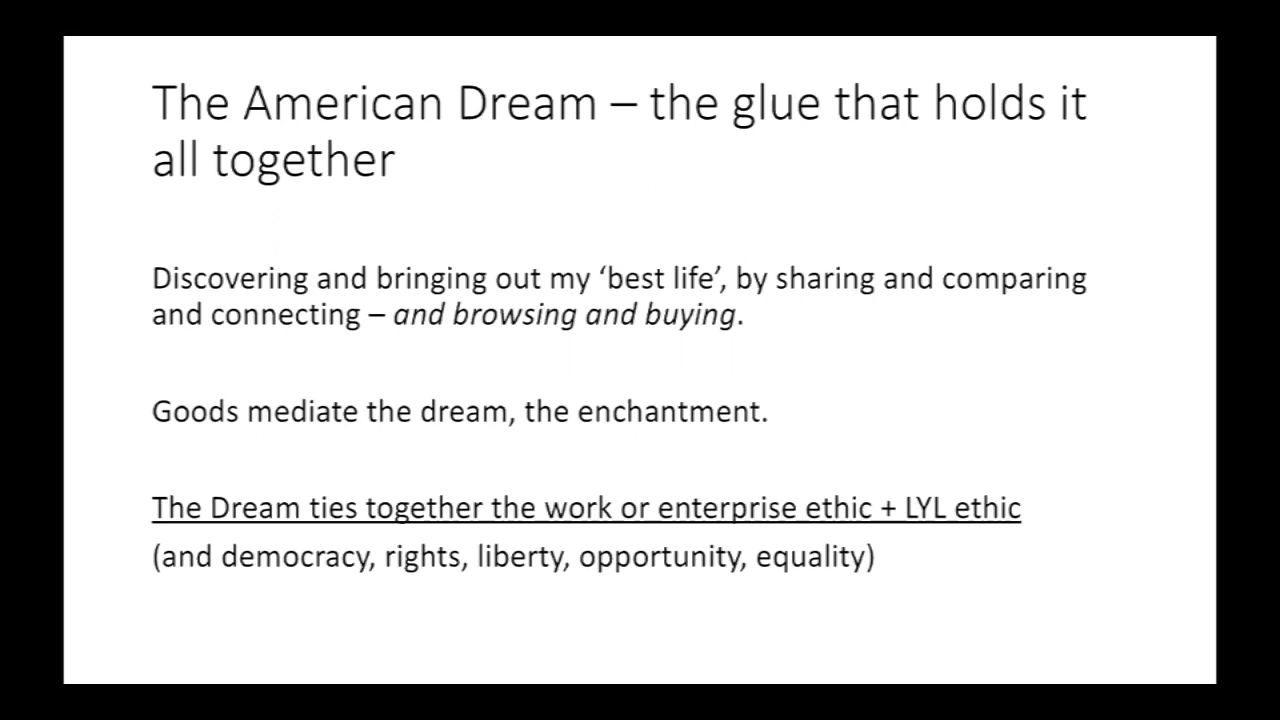 The American Dream – the glue that holds it
all together
Discovering and bringing out my ‘best life’, by sharing and comparing
and connecting – and browsing and buying.
Goods mediate the dream, the enchantment.
The Dream ties together the work or enterprise ethic + LYL ethic
(and democracy, rights, liberty, opportunity, equality)